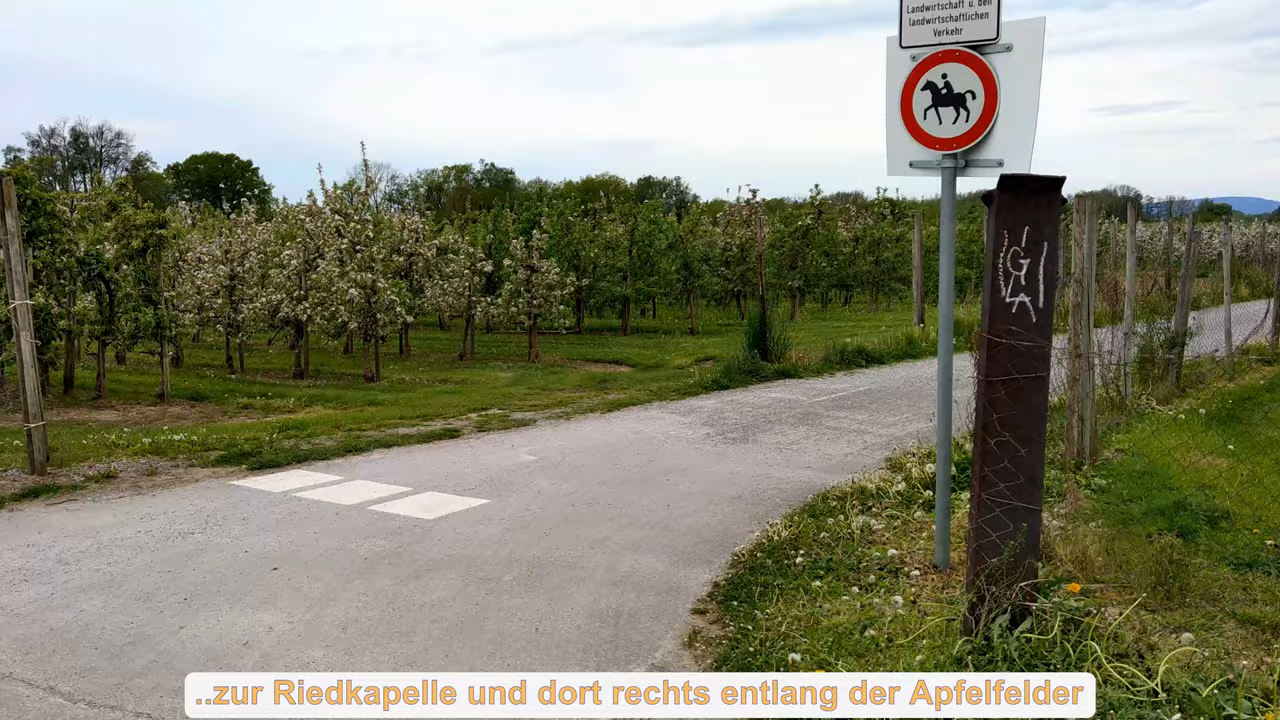 Landwirtschaft u. den
landwirtschaftlichen
Verkehr
..zur Riedkapelle und dort rechts entlang der Apfelfelder